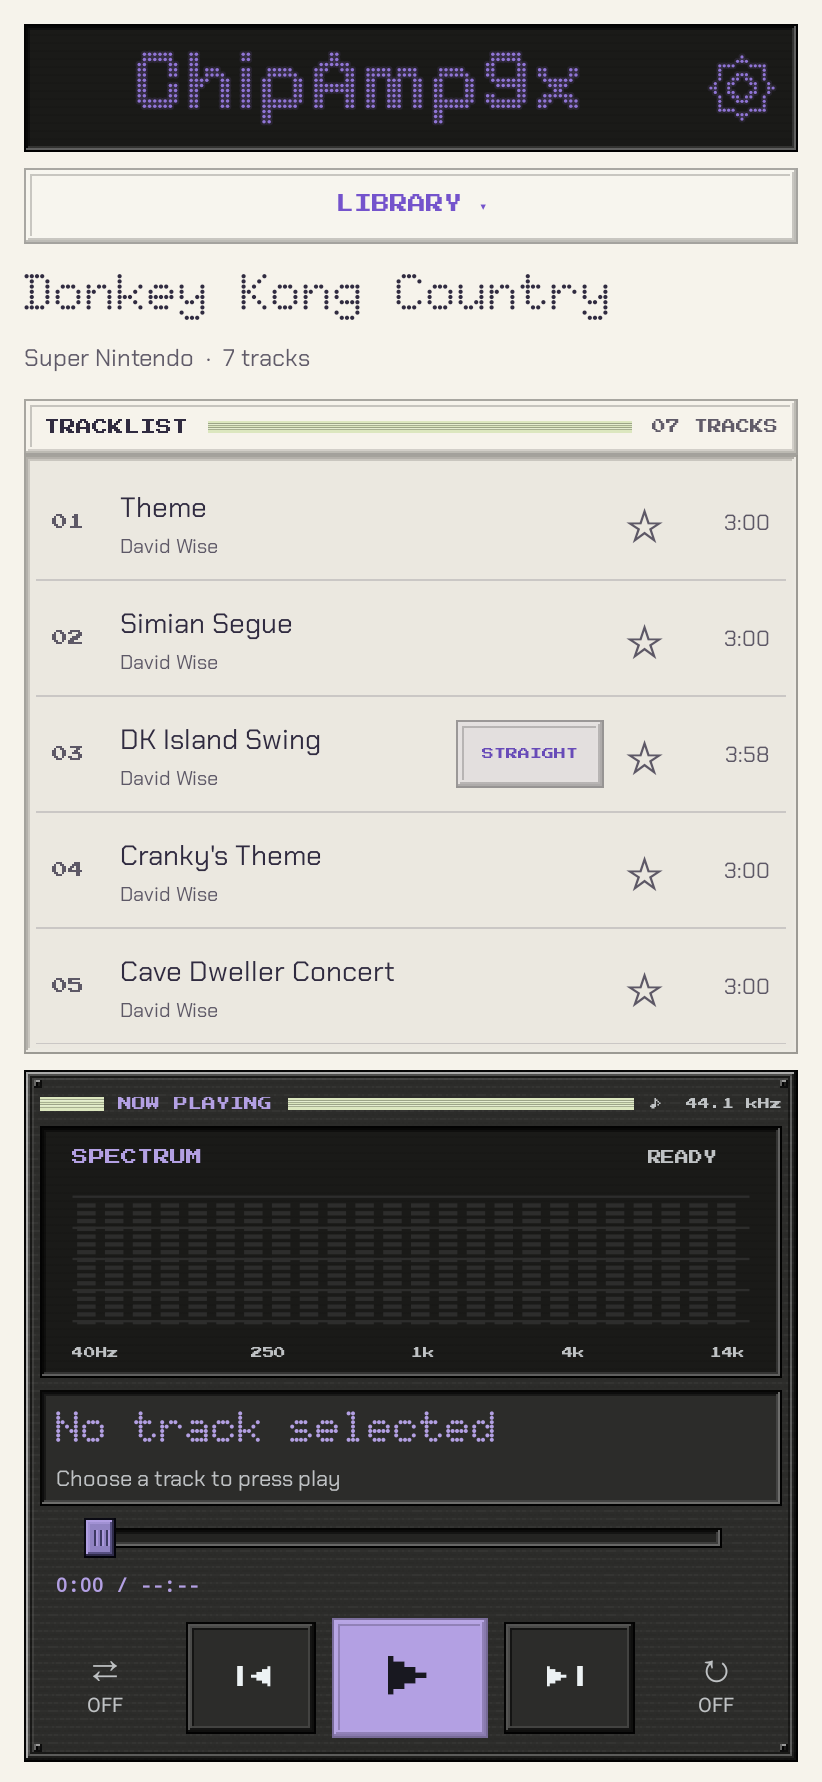 ChipAmp9x
LIBRARY ▾
Donkey Kong Country
Super Nintendo · 7 tracks
TRACKLIST 07 TRACKS
01 Theme 3:00
David Wise
02 Simian Segue 3:00
David Wise
03 DK Island Swing STRAIGHT 3:58
David Wise
04 Cranky's Theme 3:00
David Wise
05 Cave Dweller Concert 3:00
David Wise
NOW PLAYING ♪ 44.1 kHz
SPECTRUM READY
40Hz 250 1k 4k 14k
No track selected
Choose a track to press play
0:00 / --:--
OFF OFF